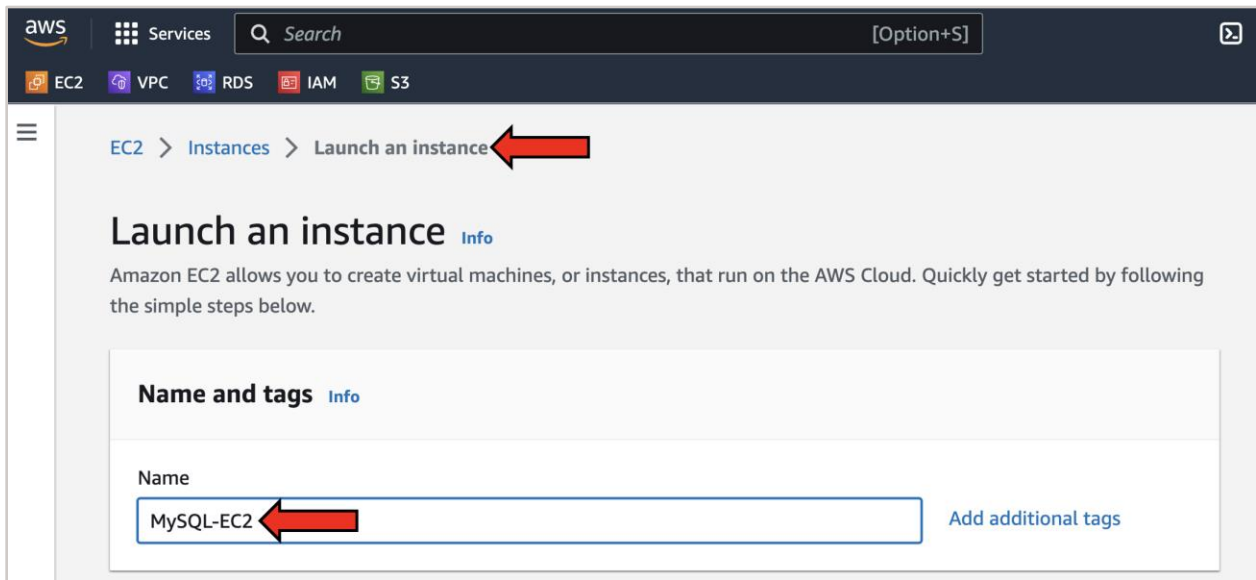 aws Services Search [Option+S]
EC2 VPC RDS IAM S3
EC2 > Instances > Launch an instance
Launch an instance Info
Amazon EC2 allows you to create virtual machines, or instances, that run on the AWS Cloud. Quickly get started by following
the simple steps below.
Name and tags Info
Name
MySQL-EC2 Add additional tags